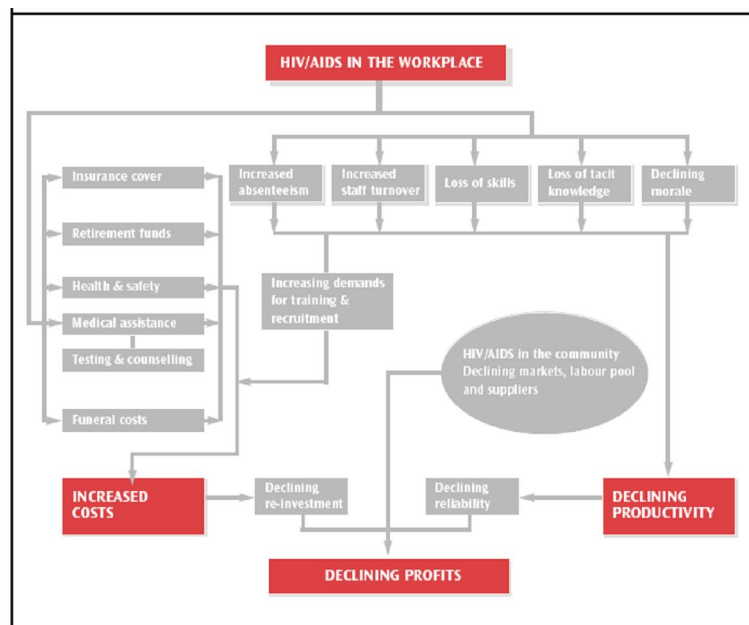 HIV/AIDS IN THE WORKPLACE
Insurance cover
Increased
absenteeism
Increased
staff turnover
Loss of skills
Loss of tacit
knowledge
Declining
morale
Retirement funds
Health & safety
Medical assistance
Testing & counselling
Funeral costs
Increasing demands
for training &
recruitment
HIV/AIDS in the community
Declining markets, labour pool
and suppliers
INCREASED
COSTS
Declining
re-investment
Declining
reliability
DECLINING
PRODUCTIVITY
DECLINING PROFITS